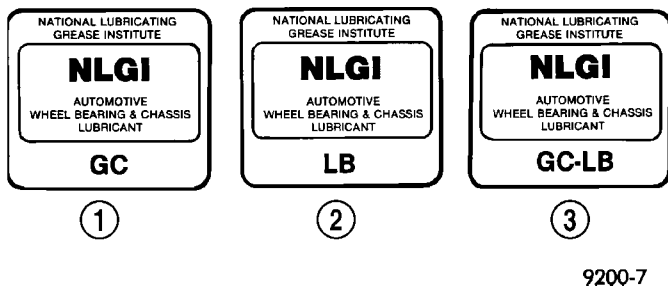 NATIONAL LUBRICATING
GREASE INSTITUTE
NLGI
AUTOMOTIVE
WHEEL BEARING & CHASSIS
LUBRICANT
GC
1
NATIONAL LUBRICATING
GREASE INSTITUTE
NLGI
AUTOMOTIVE
WHEEL BEARING & CHASSIS
LUBRICANT
LB
2
NATIONAL LUBRICATING
GREASE INSTITUTE
NLGI
AUTOMOTIVE
WHEEL BEARING & CHASSIS
LUBRICANT
GC-LB
3
9200-7